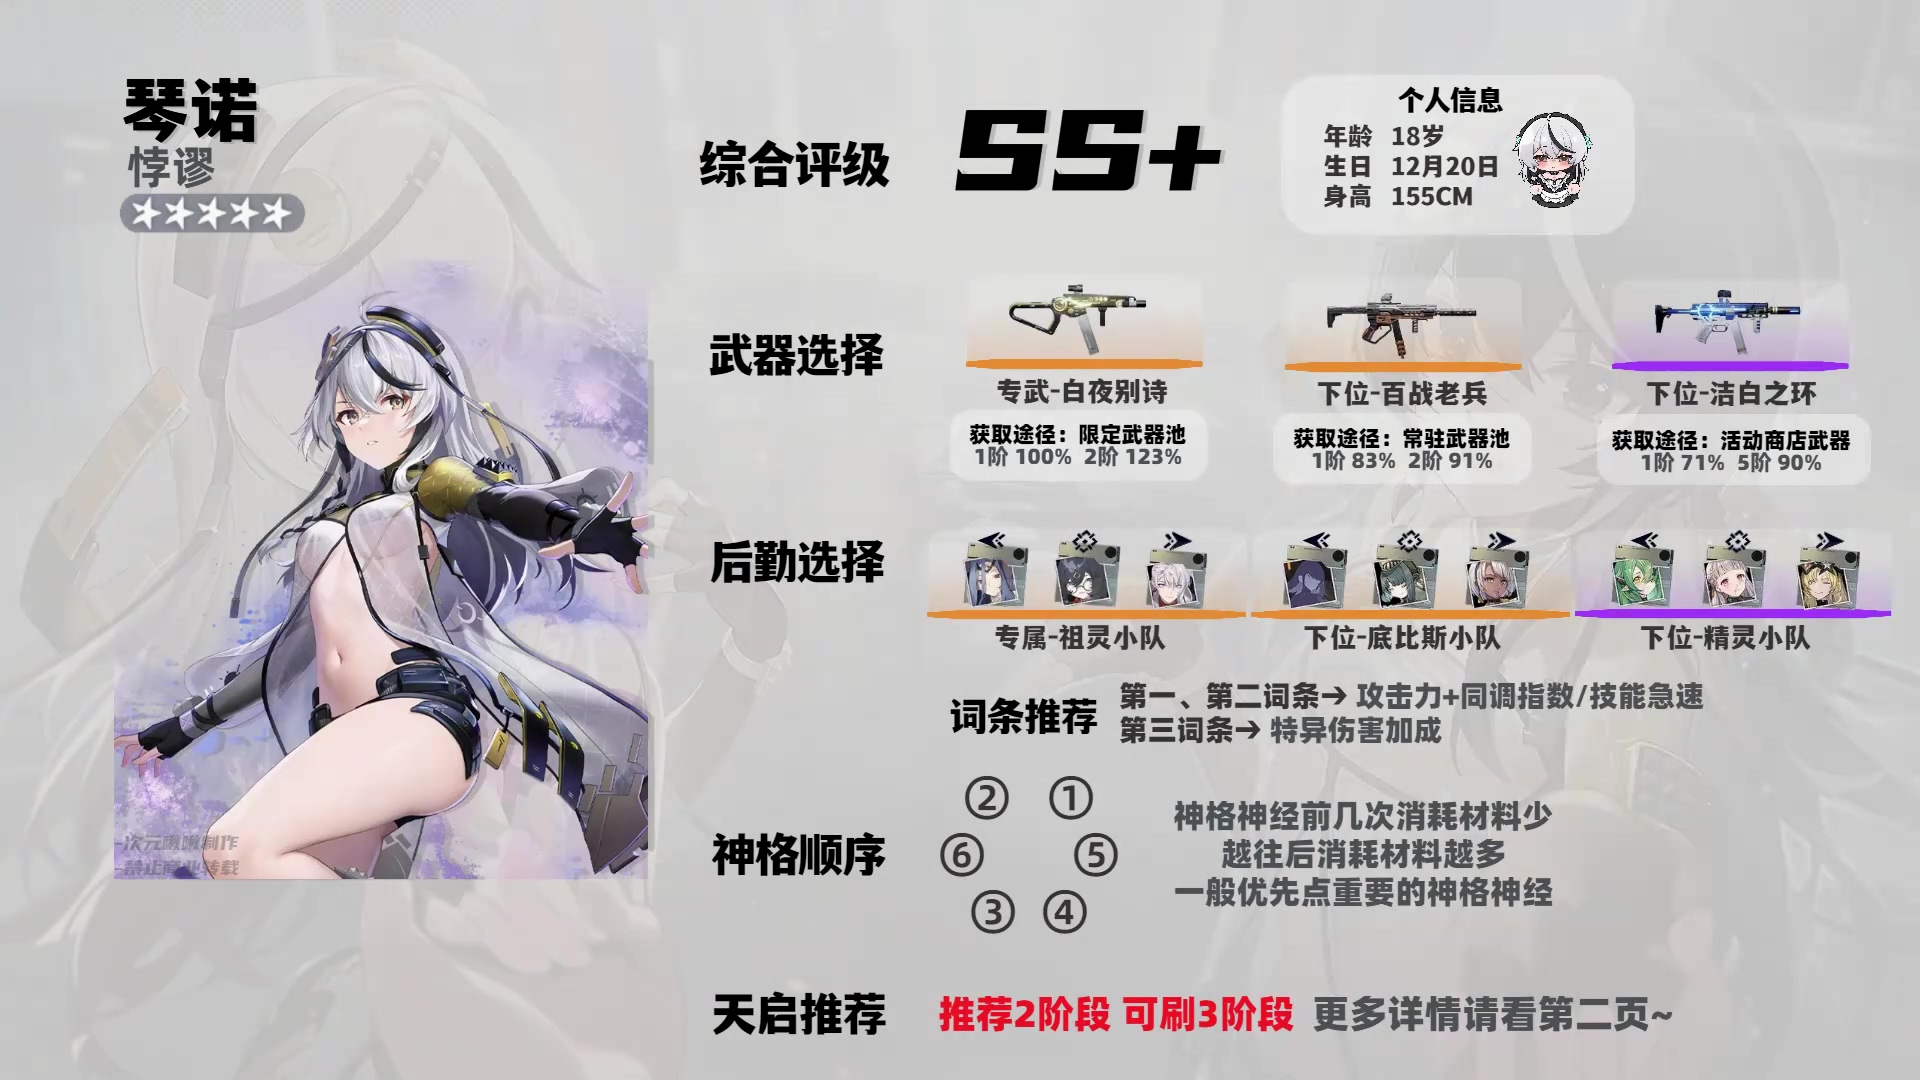 琴诺
悖谬
综合评级
SS+
个人信息
年龄 18岁
生日 12月20日
身高 155CM
武器选择
专武-白夜别诗
获取途径：限定武器池
1阶 100% 2阶 123%
下位-百战老兵
获取途径：常驻武器池
1阶 83% 2阶 91%
下位-洁白之环
获取途径：活动商店武器
1阶 71% 5阶 90%
后勤选择
专属-祖灵小队
下位-底比斯小队
下位-精灵小队
词条推荐
第一、第二词条→ 攻击力+同调指数/技能急速
第三词条→ 特异伤害加成
神格顺序
② ①
⑥ ⑤
③ ④
神格神经前几次消耗材料少
越往后消耗材料越多
一般优先点重要的神格神经
天启推荐
推荐2阶段 可刷3阶段 更多详情请看第二页~
次元瞅瞅制作
禁止商业转载